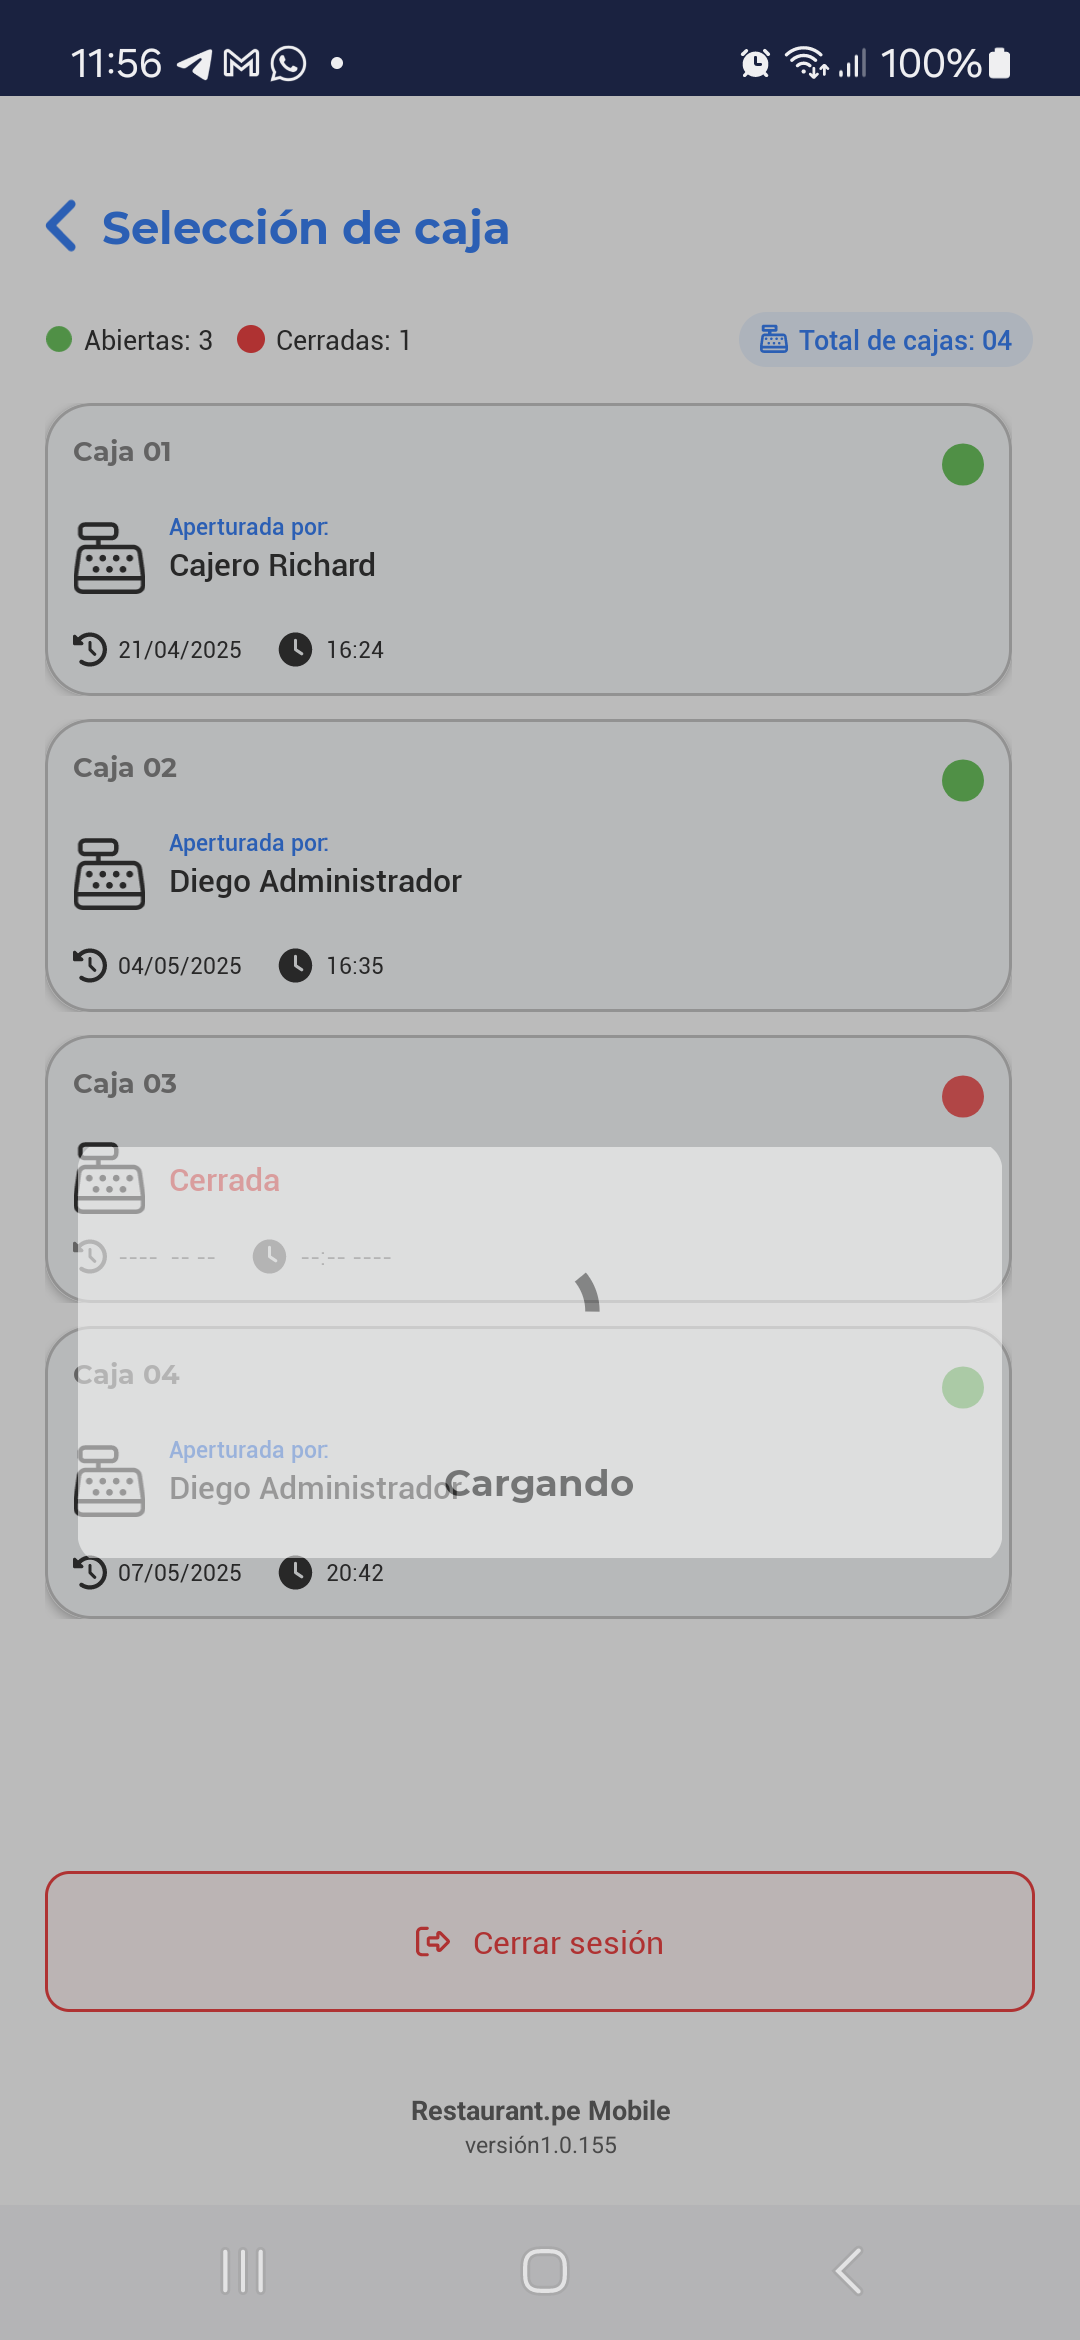 11:56 100%
Selección de caja
Abiertas: 3 Cerradas: 1 Total de cajas: 04
Caja 01
Aperturada por:
Cajero Richard
21/04/2025 16:24
Caja 02
Aperturada por:
Diego Administrador
04/05/2025 16:35
Caja 03
Cerrada
---- -- -- --:-- ----
Caja 04
Aperturada por:
Diego Administrador
Cargando
07/05/2025 20:42
Cerrar sesión
Restaurant.pe Mobile
versión1.0.155